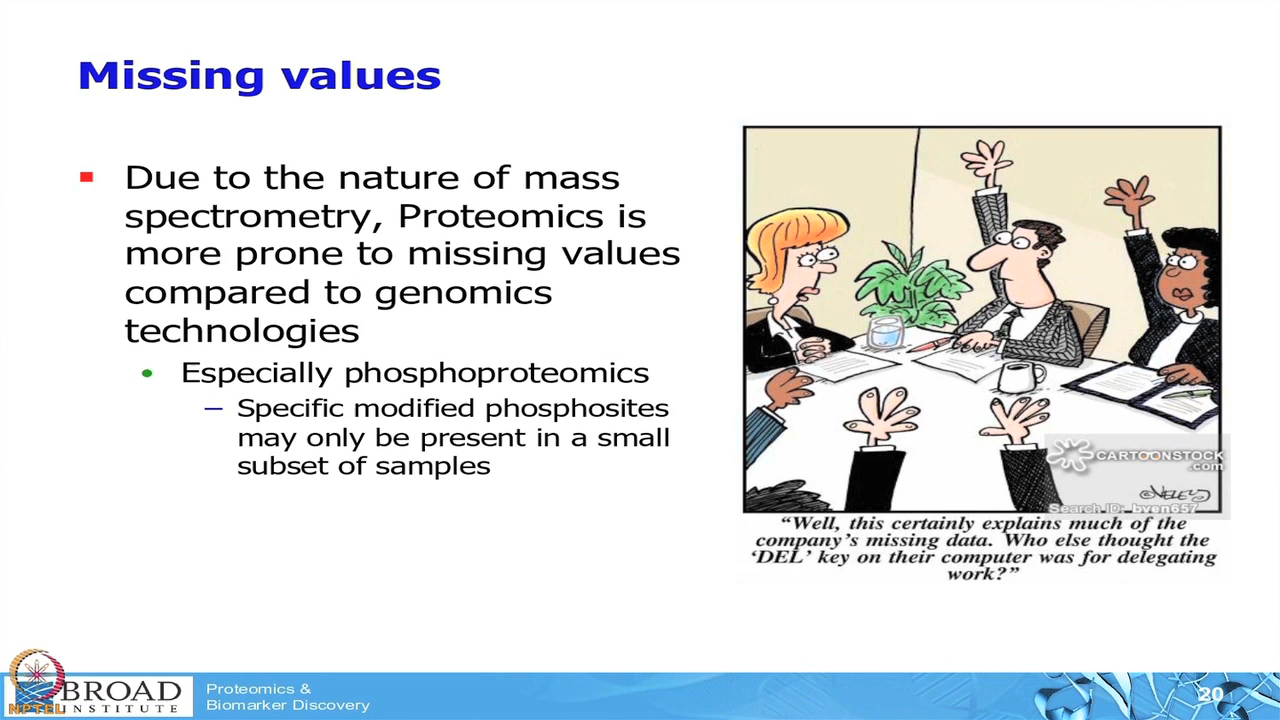 Missing values
Due to the nature of mass
spectrometry, Proteomics is
more prone to missing values
compared to genomics
technologies
Especially phosphoproteomics
Specific modified phosphosites
may only be present in a small
subset of samples
CARTOONSTOCK
.com
Search ID: bven657
“Well, this certainly explains much of the
company’s missing data. Who else thought the
‘DEL’ key on their computer was for delegating
work?”
BROAD
INSTITUTE
NPTEL
Proteomics &
Biomarker Discovery
20